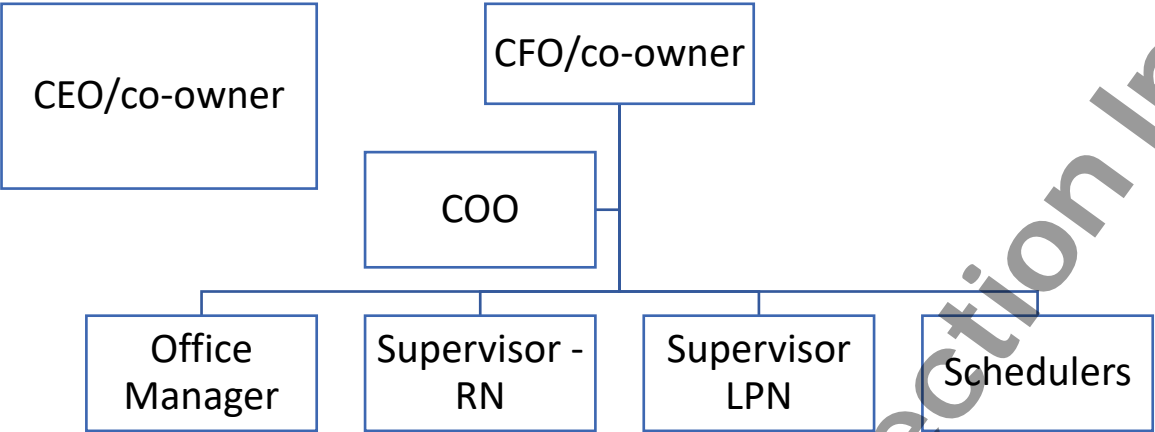 CEO/co-owner
CFO/co-owner
COO
Office
Manager
Supervisor -
RN
Supervisor
LPN
Schedulers